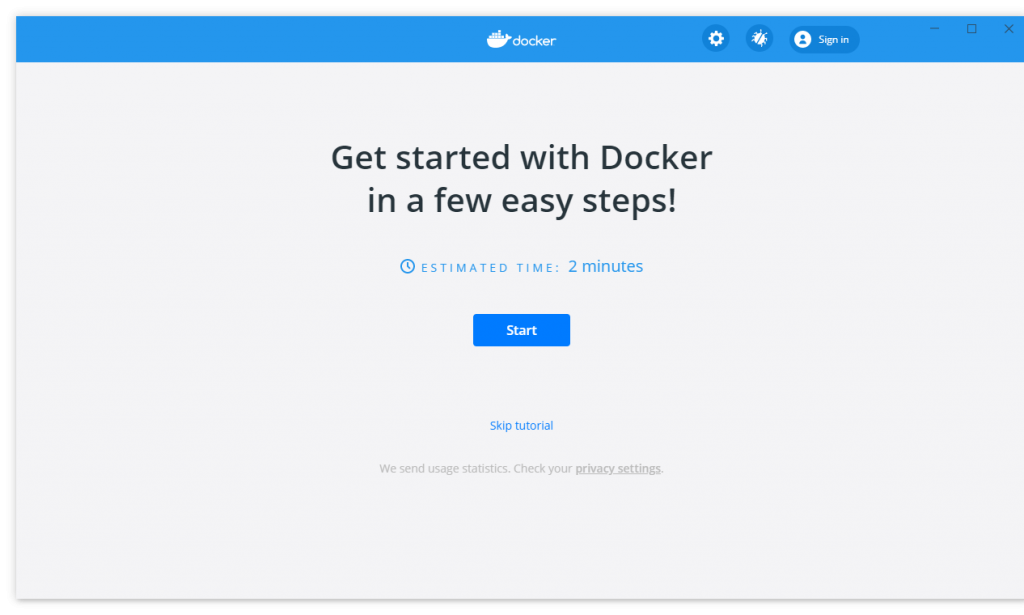 docker
Sign in
Get started with Docker
in a few easy steps!
ESTIMATED TIME: 2 minutes
Start
Skip tutorial
We send usage statistics. Check your privacy settings.